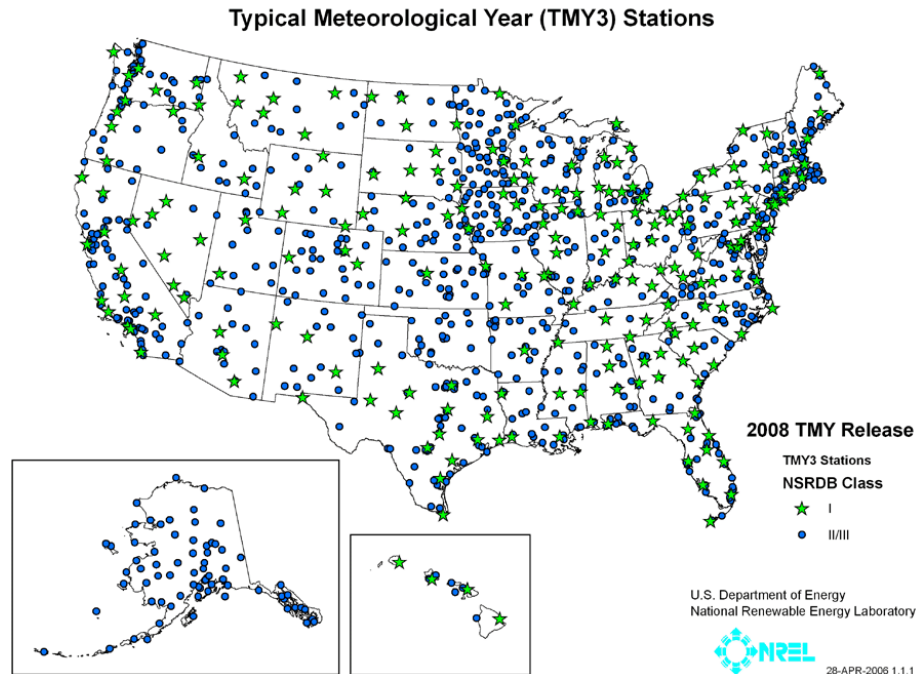 Typical Meteorological Year (TMY3) Stations
2008 TMY Release
TMY3 Stations
NSRDB Class
I
II/III
U.S. Department of Energy
National Renewable Energy Laboratory
NREL
28-APR-2006 1.1.1